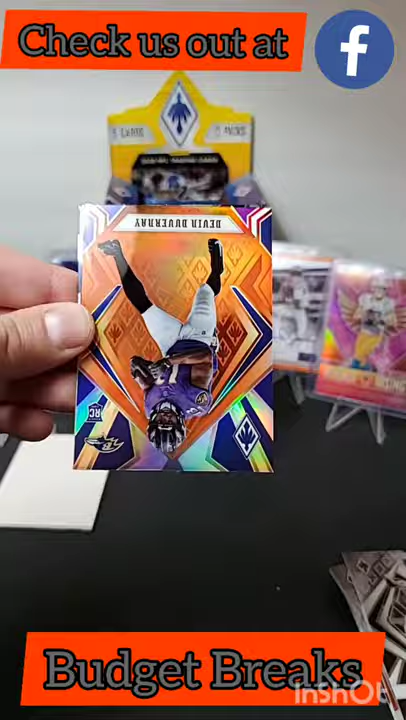 Check us out at
f
DEVIN DUVERNAY
RC
Budget Breaks
InShOt